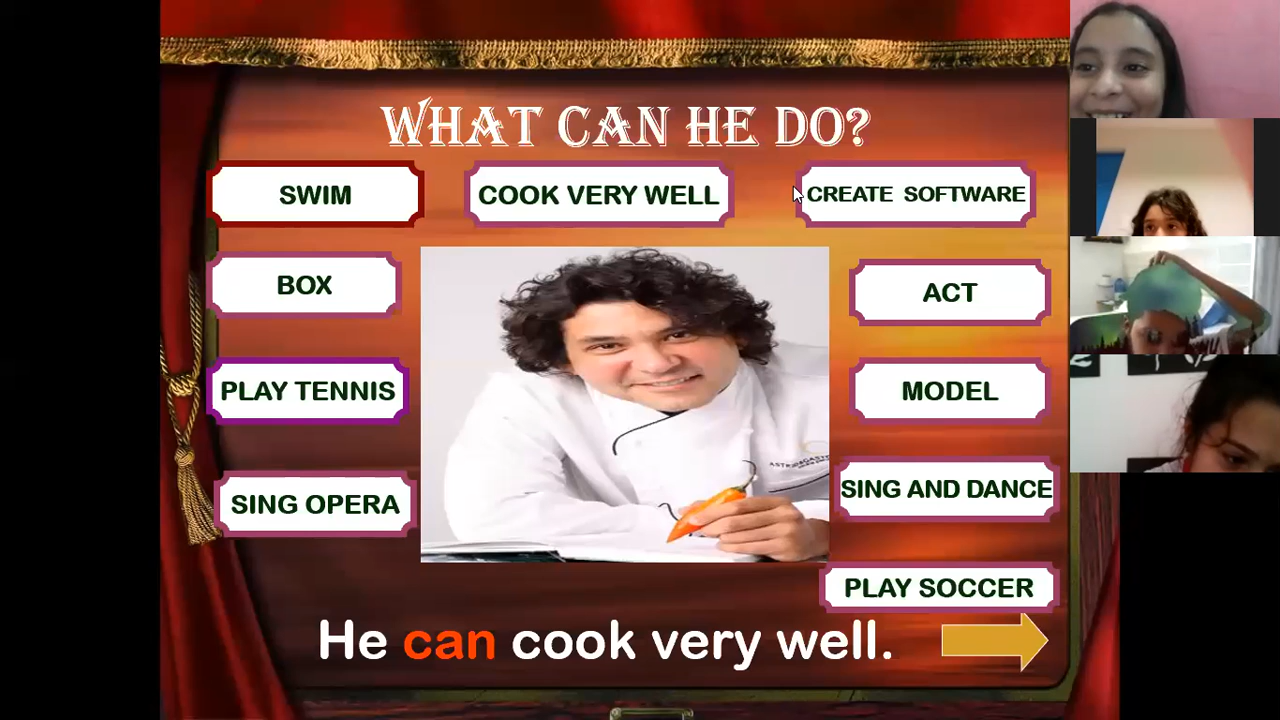 WHAT CAN HE DO?
SWIM
COOK VERY WELL
CREATE SOFTWARE
BOX
ACT
PLAY TENNIS
MODEL
SING OPERA
SING AND DANCE
PLAY SOCCER
He can cook very well.